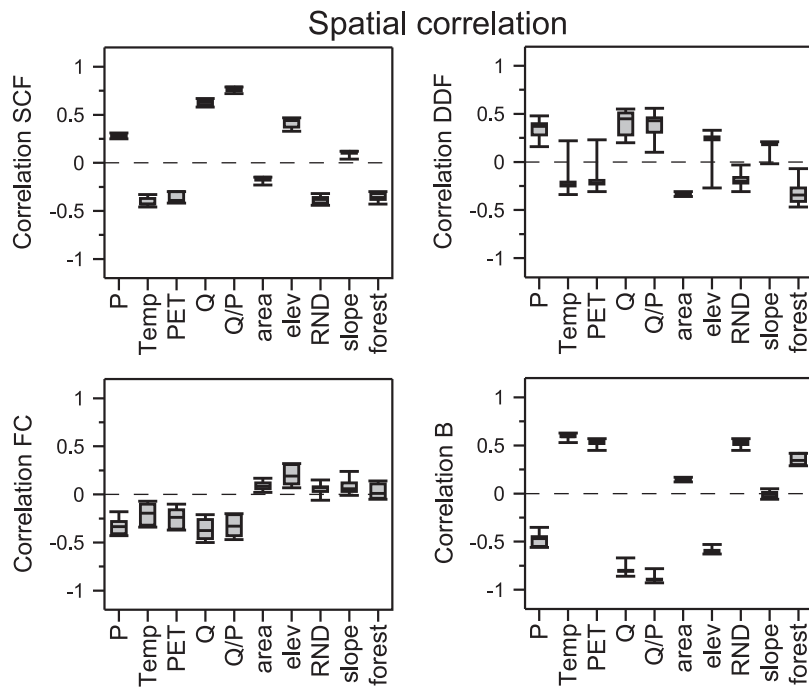 Spatial correlation
Correlation SCF
1
0.5
0
-0.5
-1
P
Temp
PET
Q
Q/P
area
elev
RND
slope
forest
Correlation DDF
1
0.5
0
-0.5
-1
P
Temp
PET
Q
Q/P
area
elev
RND
slope
forest
Correlation FC
1
0.5
0
-0.5
-1
P
Temp
PET
Q
Q/P
area
elev
RND
slope
forest
Correlation B
1
0.5
0
-0.5
-1
P
Temp
PET
Q
Q/P
area
elev
RND
slope
forest